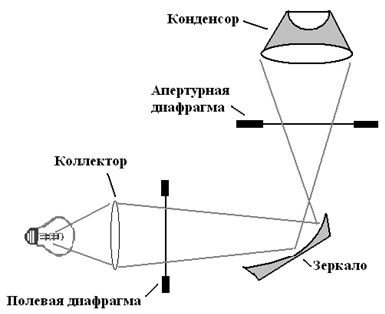 Конденсор
Апертурная
диафрагма
Коллектор
Зеркало
Полевая диафрагма